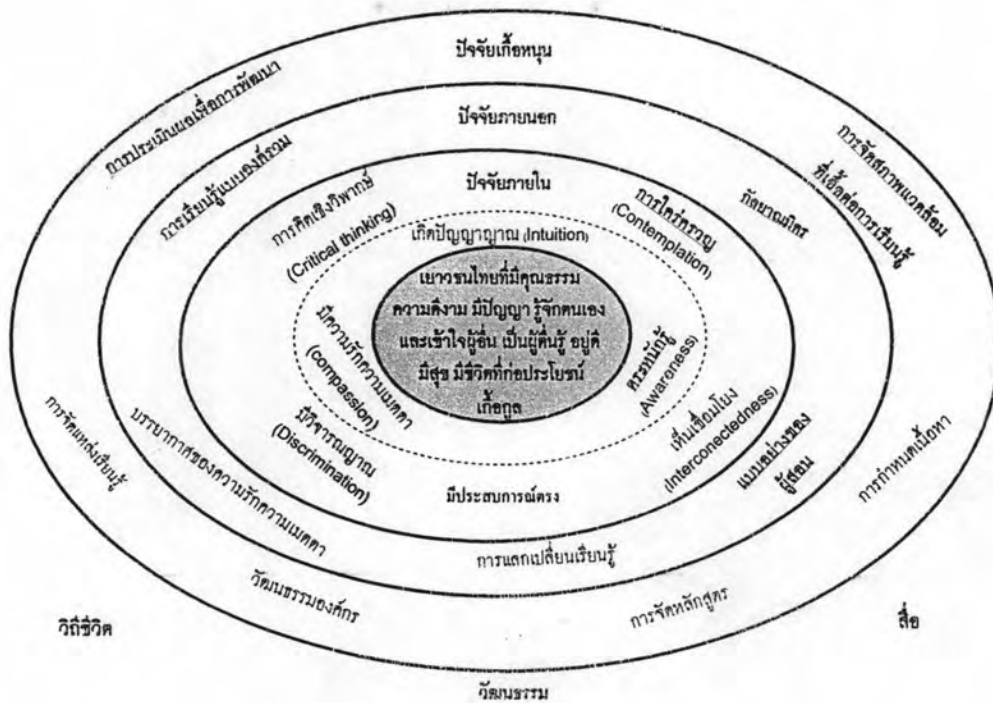 ปัจจัยเกื้อหนุน
การประเมินผลเพื่อการพัฒนา
การจัดสภาพแวดล้อม
ที่เอื้อต่อการเรียนรู้
ปัจจัยภายนอก
การเรียนรู้แบบองค์รวม
กัลยาณมิตร
ปัจจัยภายใน
การคิดเชิงวิพากษ์
(Critical thinking)
การใคร่ครวญ
(Contemplation)
เกิดปัญญาญาณ (Intuition)
เยาวชนไทยที่มีคุณธรรม
ความดีงาม มีปัญญา รู้จักตนเอง
และเข้าใจผู้อื่น เป็นผู้ตื่นรู้ อยู่ดี
มีสุข มีชีวิตที่ก่อประโยชน์
เกื้อกูล
มีความรักความเมตตา
(compassion)
ตระหนักรู้
(Awareness)
มีวิจารณญาณ
(Discrimination)
เห็นเชื่อมโยง
(Interconectedness)
มีประสบการณ์ตรง
แบบอย่างของ
ผู้สอน
บรรยากาศของความรักความเมตตา
การแลกเปลี่ยนเรียนรู้
การจัดแหล่งเรียนรู้
การกำหนดเนื้อหา
วัฒนธรรมองค์กร
การจัดหลักสูตร
วิถีชีวิต
สื่อ
วัฒนธรรม